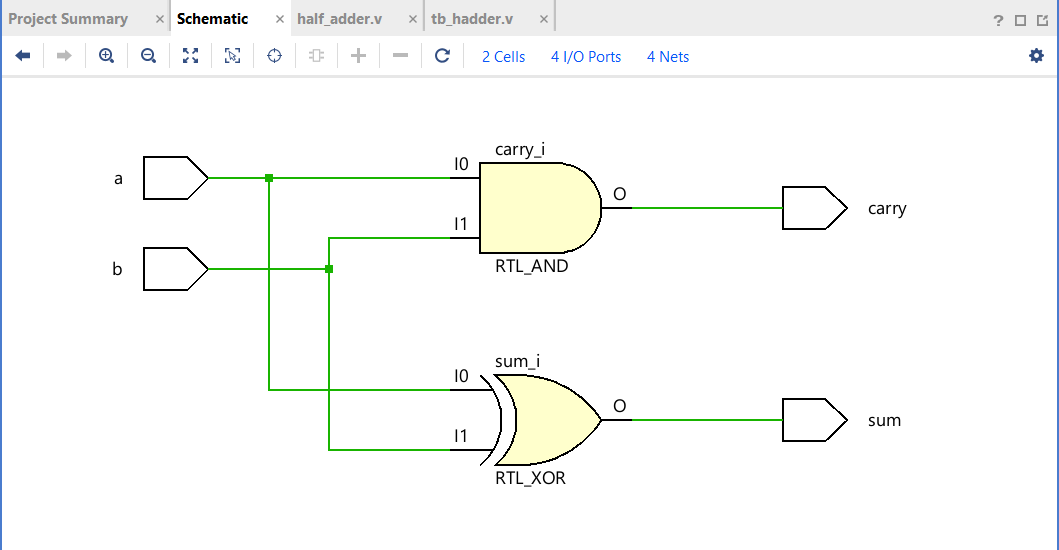 Project Summary × Schematic × half_adder.v × tb_hadder.v × ?
2 Cells 4 I/O Ports 4 Nets
carry_i
a I0 O carry
I1
b RTL_AND
sum_i
I0 O sum
I1
RTL_XOR